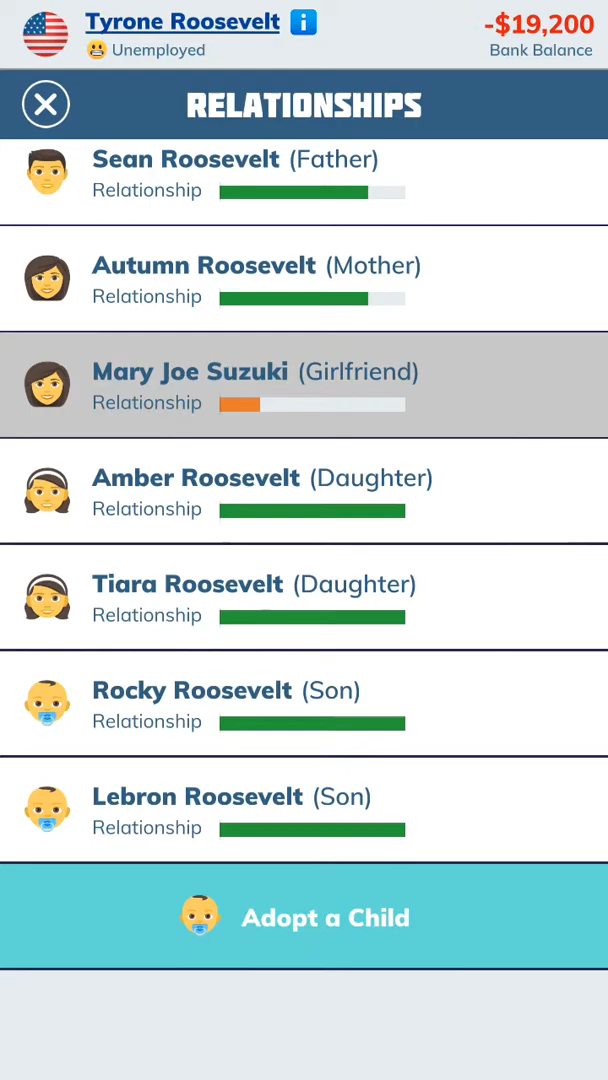 Tyrone Roosevelt
-$19,200
Unemployed
Bank Balance
RELATIONSHIPS
Sean Roosevelt (Father)
Relationship
Autumn Roosevelt (Mother)
Relationship
Mary Joe Suzuki (Girlfriend)
Relationship
Amber Roosevelt (Daughter)
Relationship
Tiara Roosevelt (Daughter)
Relationship
Rocky Roosevelt (Son)
Relationship
Lebron Roosevelt (Son)
Relationship
Adopt a Child